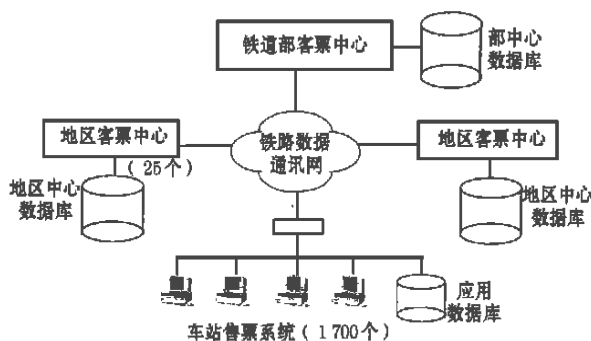 铁道部客票中心
部中心
数据库
地区客票中心
(25个)
铁路数据
通讯网
地区客票中心
地区中心
数据库
地区中心
数据库
应用
数据库
车站售票系统(1700个)